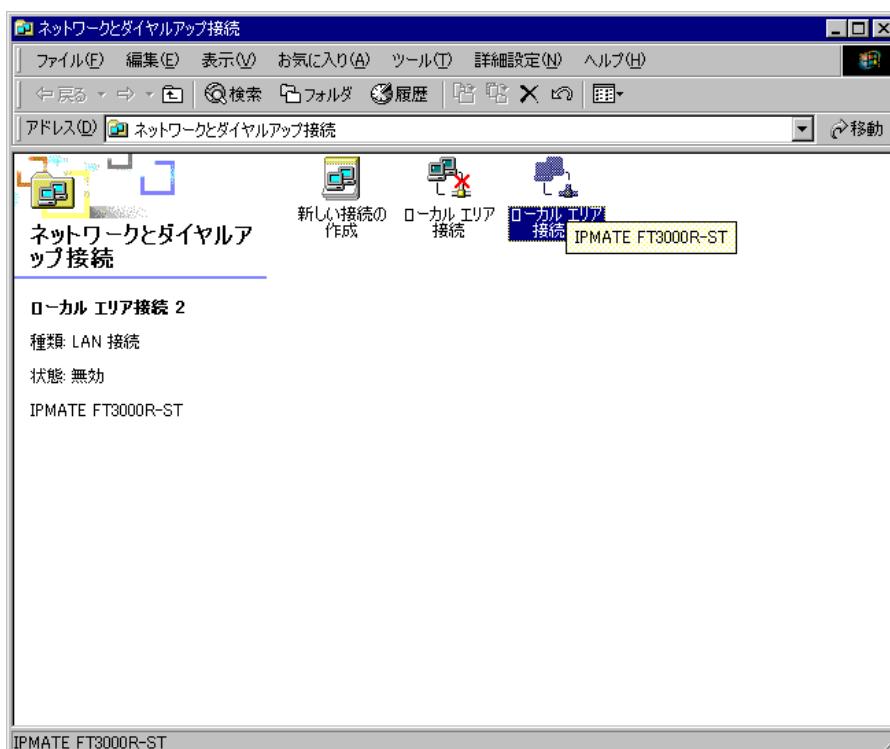 ネットワークとダイヤルアップ接続
ファイル(F) 編集(E) 表示(V) お気に入り(A) ツール(T) 詳細設定(N) ヘルプ(H)
戻る 検索 フォルダ 履歴
アドレス(D) ネットワークとダイヤルアップ接続 移動
ネットワークとダイヤルア
ップ接続
ローカル エリア接続 2
種類: LAN 接続
状態: 無効
IPMATE FT3000R-ST
新しい接続の
作成
ローカル エリア
接続
ローカル エリア
接続
IPMATE FT3000R-ST
IPMATE FT3000R-ST